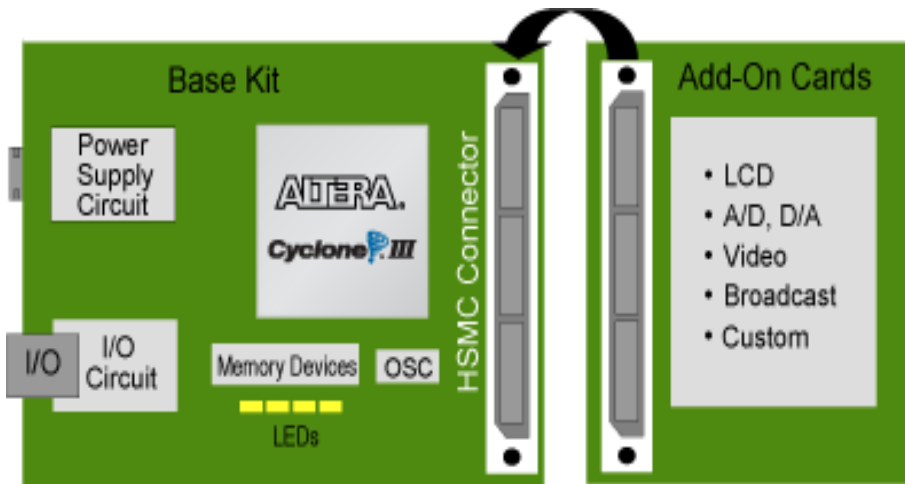 Base Kit
Add-On Cards
Power
Supply
Circuit
ALTERA.
Cyclone III
HSMC Connector
• LCD
• A/D, D/A
• Video
• Broadcast
• Custom
I/O
I/O
Circuit
Memory Devices
OSC
LEDs